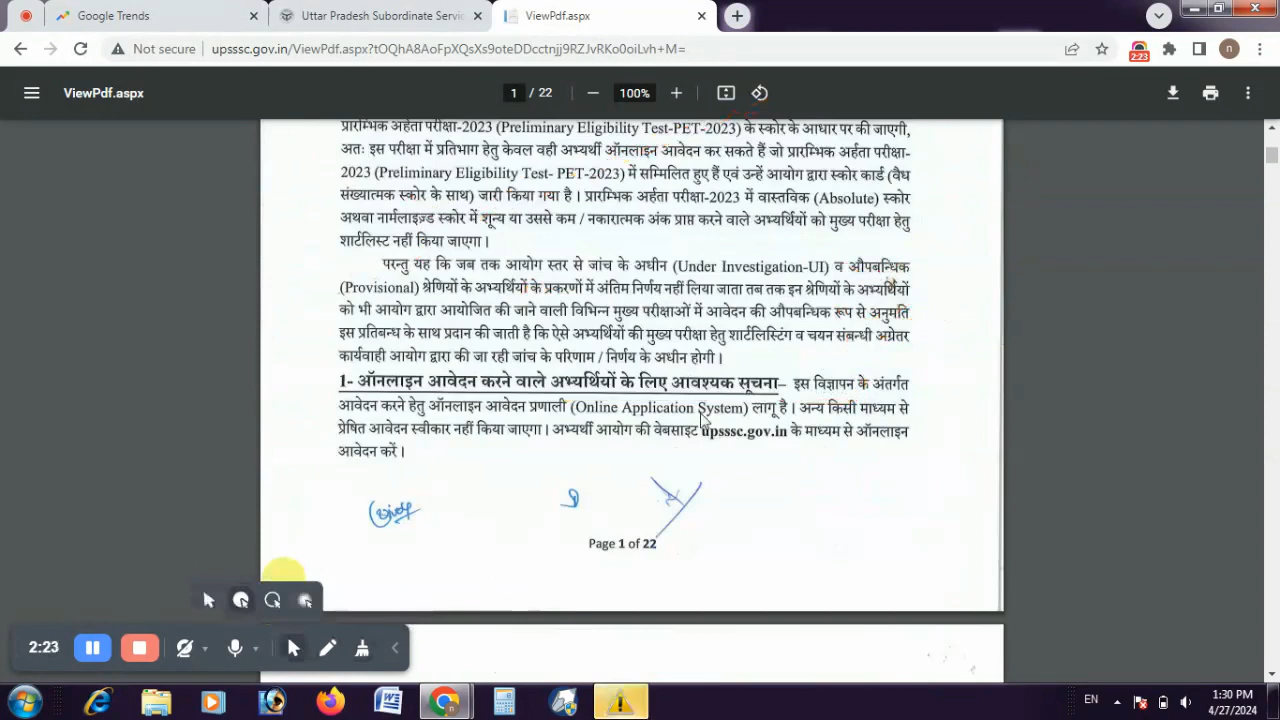 Google Trends
Uttar Pradesh Subordinate Servic
ViewPdf.aspx
Not secure
upsssc.gov.in/ViewPdf.aspx?tOQhA8AoFpXQsXs9oteDDcctnjj9RZJvRKo0oiLvh+M=
2:23
n
ViewPdf.aspx
1 / 22
100%
प्रारम्भिक अर्हता परीक्षा-2023 (Preliminary Eligibility Test-PET-2023) के स्कोर के आधार पर की जाएगी,
अतः इस परीक्षा में प्रतिभाग हेतु केवल वही अभ्यर्थी ऑनलाइन आवेदन कर सकते हैं जो प्रारम्भिक अर्हता परीक्षा-
2023 (Preliminary Eligibility Test- PET-2023) में सम्मिलित हुए हैं एवं उन्हें आयोग द्वारा स्कोर कार्ड (वैध
संख्यात्मक स्कोर के साथ) जारी किया गया है। प्रारम्भिक अर्हता परीक्षा-2023 में वास्तविक (Absolute) स्कोर
अथवा नार्मलाइज़्ड स्कोर में शून्य या उससे कम / नकारात्मक अंक प्राप्त करने वाले अभ्यर्थियों को मुख्य परीक्षा हेतु
शार्टलिस्ट नहीं किया जाएगा।
परन्तु यह कि जब तक आयोग स्तर से जांच के अधीन (Under Investigation-UI) व औपबन्धिक
(Provisional) श्रेणियों के अभ्यर्थियों के प्रकरणों में अंतिम निर्णय नहीं लिया जाता तब तक इन श्रेणियों के अभ्यर्थियों
को भी आयोग द्वारा आयोजित की जाने वाली विभिन्न मुख्य परीक्षाओं में आवेदन की औपबन्धिक रूप से अनुमति
इस प्रतिबन्ध के साथ प्रदान की जाती है कि ऐसे अभ्यर्थियों की मुख्य परीक्षा हेतु शार्टलिस्टिंग व चयन संबन्धी अग्रेतर
कार्यवाही आयोग द्वारा की जा रही जांच के परिणाम / निर्णय के अधीन होगी।
1- ऑनलाइन आवेदन करने वाले अभ्यर्थियों के लिए आवश्यक सूचना– इस विज्ञापन के अंतर्गत
आवेदन करने हेतु ऑनलाइन आवेदन प्रणाली (Online Application System) लागू है। अन्य किसी माध्यम से
प्रेषित आवेदन स्वीकार नहीं किया जाएगा। अभ्यर्थी आयोग की वेबसाइट upsssc.gov.in के माध्यम से ऑनलाइन
आवेदन करें।
Page 1 of 22
2:23
EN
1:30 PM
4/27/2024